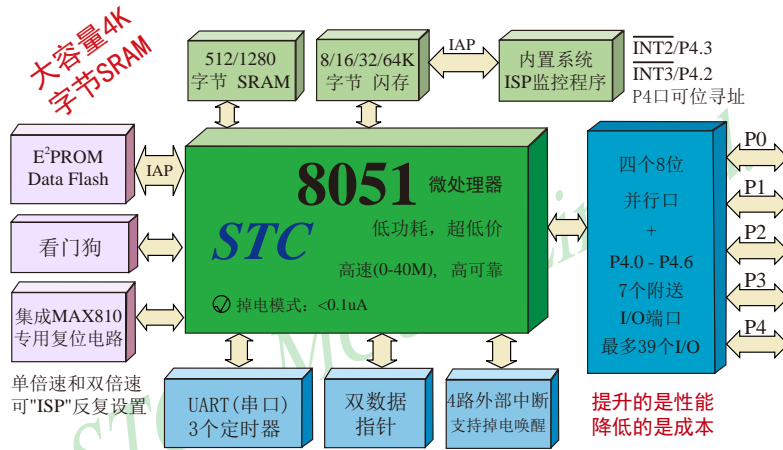 大容量4K
字节SRAM
512/1280
字节 SRAM
8/16/32/64K
字节 闪存
IAP
内置系统
ISP监控程序
INT2/P4.3
INT3/P4.2
P4口可位寻址
E²PROM
Data Flash
IAP
看门狗
集成MAX810
专用复位电路
单倍速和双倍速
可"ISP"反复设置
8051 微处理器
STC
低功耗，超低价
高速(0-40M)，高可靠
掉电模式：<0.1uA
四个8位
并行口
+
P4.0 - P4.6
7个附送
I/O端口
最多39个I/O
P0
P1
P2
P3
P4
UART(串口)
3个定时器
双数据
指针
4路外部中断
支持掉电唤醒
提升的是性能
降低的是成本